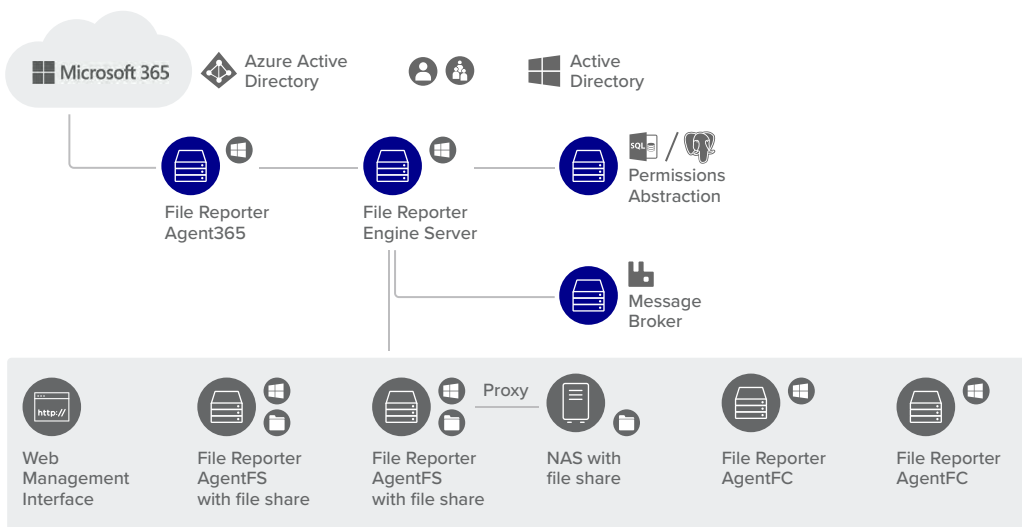 Microsoft 365
Azure Active
Directory
Active
Directory
SQL
/
Permissions
Abstraction
File Reporter
Agent365
File Reporter
Engine Server
Message
Broker
http://
Proxy
Web
Management
Interface
File Reporter
AgentFS
with file share
File Reporter
AgentFS
with file share
NAS with
file share
File Reporter
AgentFC
File Reporter
AgentFC